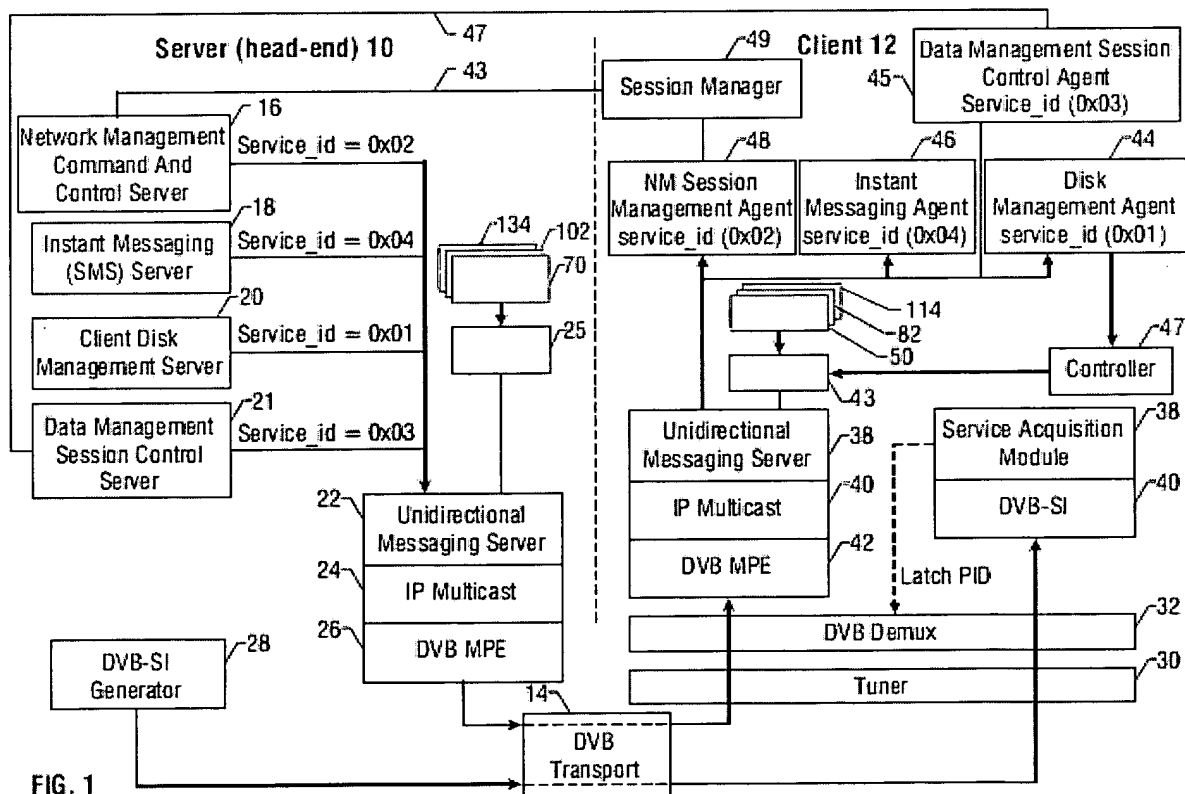 47
Server (head-end) 10
43
49
Client 12
Session Manager
Data Management Session
Control Agent
Service_id (0x03)
45
16
Network Management
Command And
Control Server
Service_id = 0x02
48
46
44
NM Session
Management Agent
service_id (0x02)
Instant
Messaging Agent
service_id (0x04)
Disk
Management Agent
service_id (0x01)
18
Instant Messaging
(SMS) Server
Service_id = 0x04
134
102
70
20
Client Disk
Management Server
Service_id = 0x01
25
114
82
50
47
Controller
43
21
Data Management
Session Control
Server
Service_id = 0x03
Unidirectional
Messaging Server
38
IP Multicast
40
DVB MPE
42
Service Acquisition
Module
38
DVB-SI
40
22
Unidirectional
Messaging Server
24
IP Multicast
26
DVB MPE
Latch PID
32
DVB Demux
30
Tuner
28
DVB-SI
Generator
14
DVB
Transport
FIG. 1